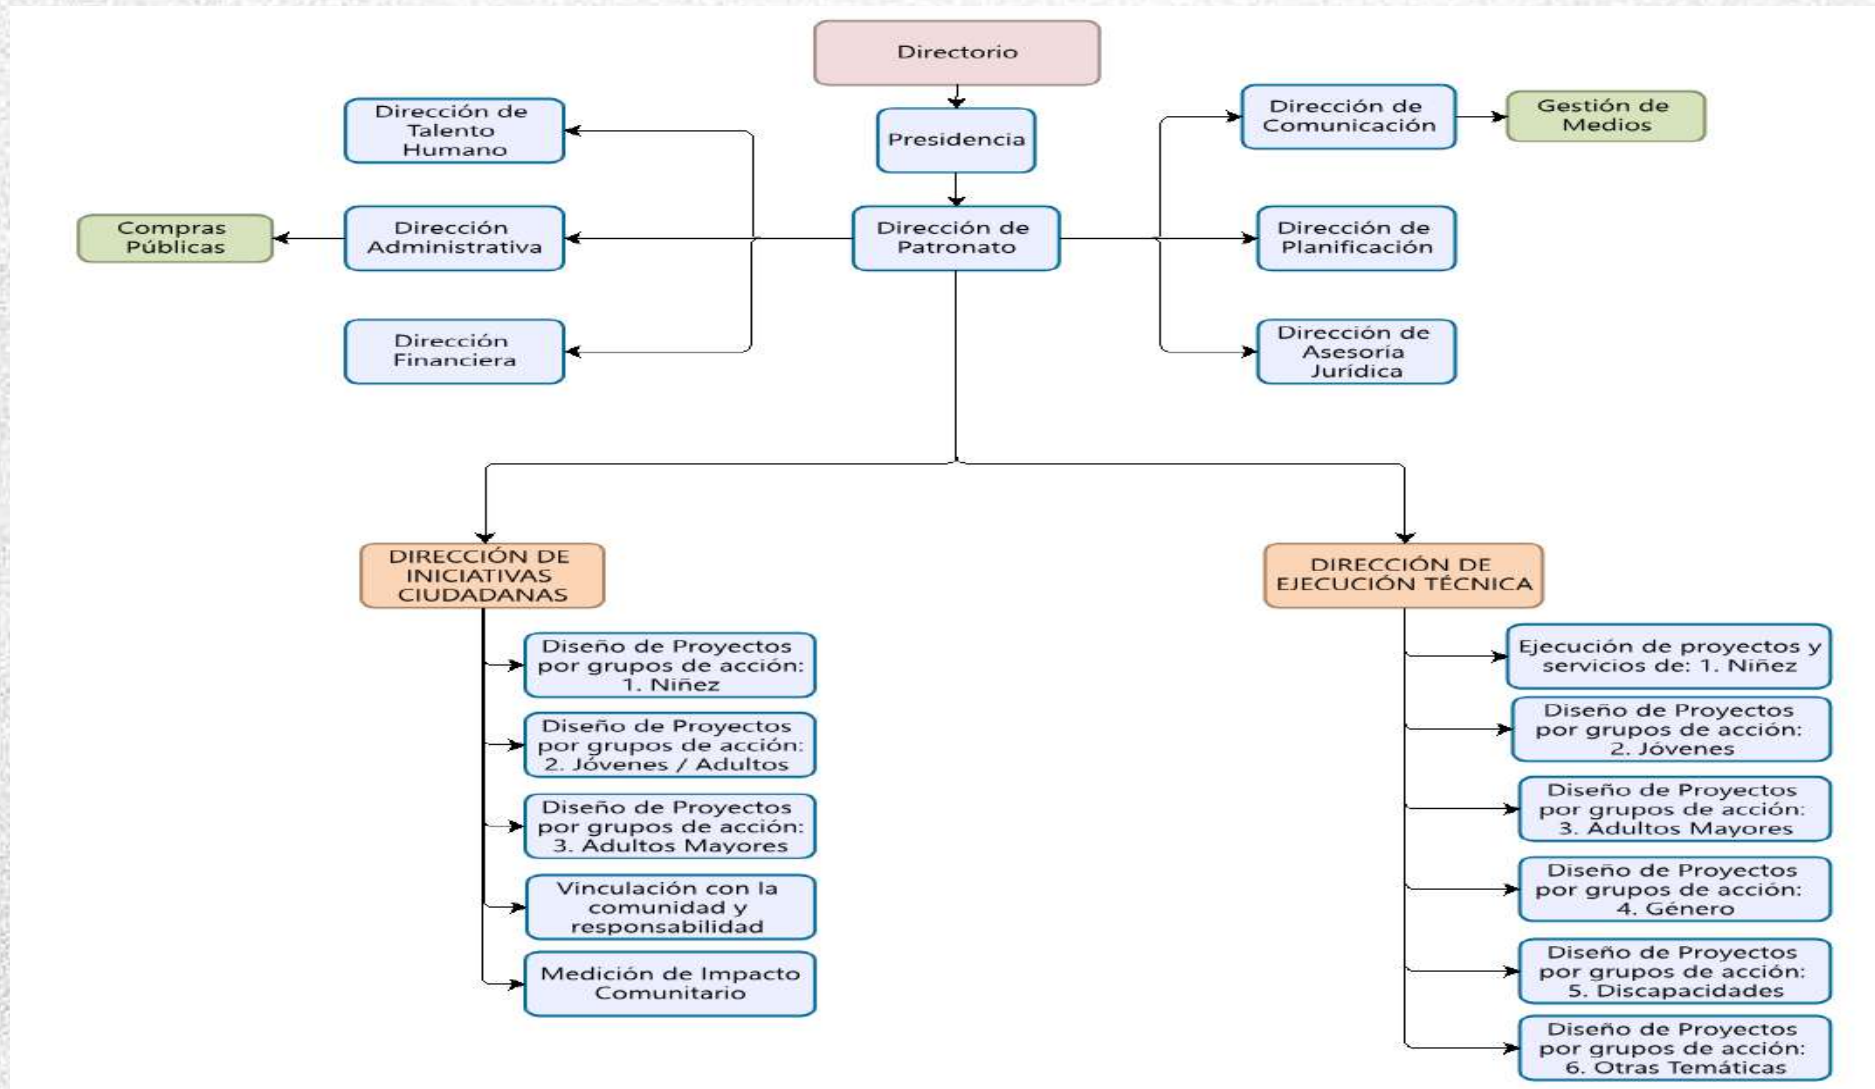 Directorio
Presidencia
Dirección de
Patronato
Dirección de
Talento
Humano
Dirección
Administrativa
Compras
Públicas
Dirección
Financiera
Dirección de
Comunicación
Gestión de
Medios
Dirección de
Planificación
Dirección de
Asesoría
Jurídica
DIRECCIÓN DE
INICIATIVAS
CIUDADANAS
Diseño de Proyectos
por grupos de acción:
1. Niñez
Diseño de Proyectos
por grupos de acción:
2. Jóvenes / Adultos
Diseño de Proyectos
por grupos de acción:
3. Adultos Mayores
Vinculación con la
comunidad y
responsabilidad
Medición de Impacto
Comunitario
DIRECCIÓN DE
EJECUCIÓN TÉCNICA
Ejecución de proyectos y
servicios de: 1. Niñez
Diseño de Proyectos
por grupos de acción:
2. Jóvenes
Diseño de Proyectos
por grupos de acción:
3. Adultos Mayores
Diseño de Proyectos
por grupos de acción:
4. Género
Diseño de Proyectos
por grupos de acción:
5. Discapacidades
Diseño de Proyectos
por grupos de acción:
6. Otras Temáticas